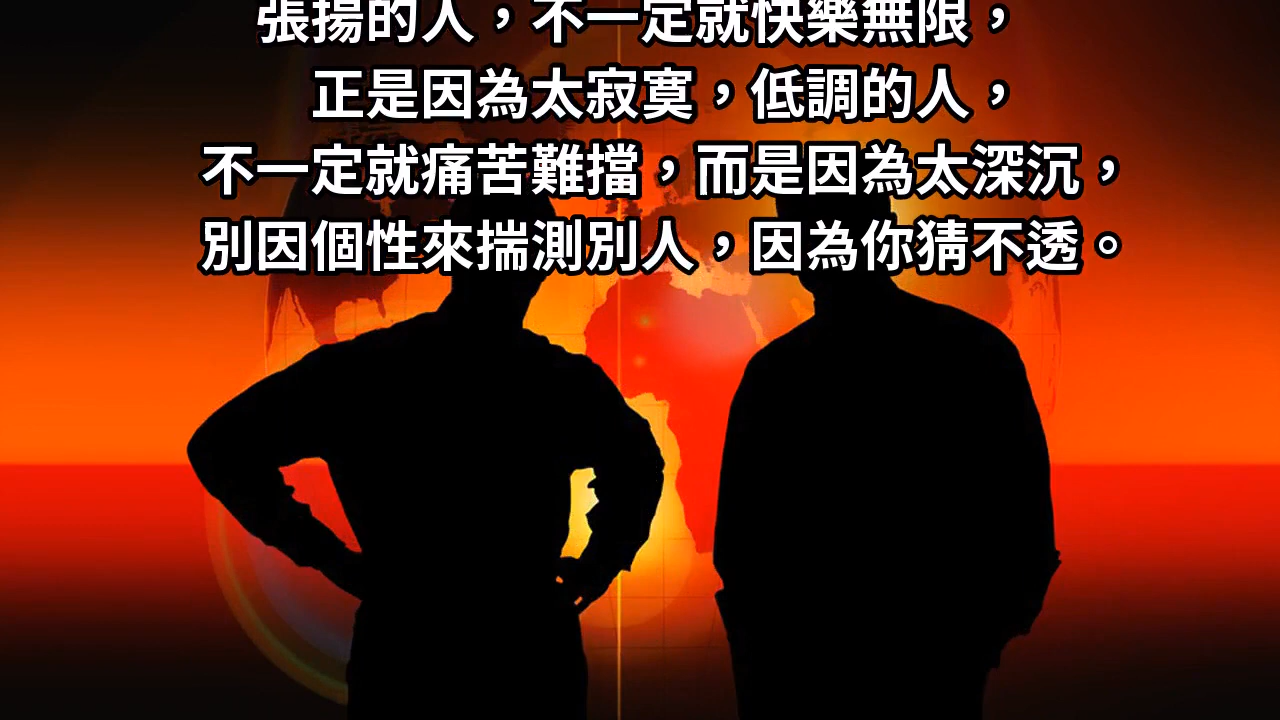 張揚的人，不一定就快樂無限，
正是因為太寂寞，低調的人，
不一定就痛苦難擋，而是因為太深沉，
別因個性來揣測別人，因為你猜不透。